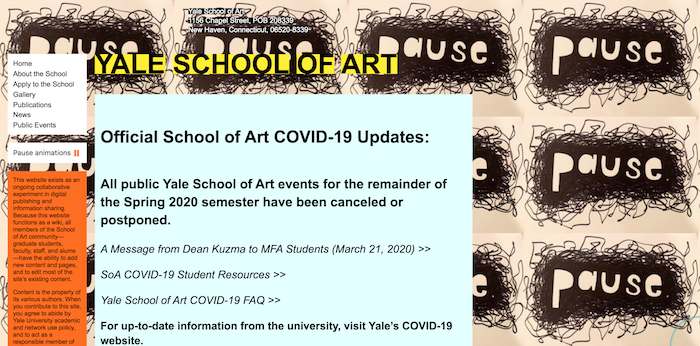 Yale School of Art
1156 Chapel Street, POB 208339
New Haven, Connecticut, 06520-8339
YALE SCHOOL OF ART
Home
About the School
Apply to the School
Gallery
Publications
News
Public Events
Pause animations
This website exists as an
ongoing collaborative
experiment in digital
publishing and
information sharing.
Because this website
functions as a wiki, all
members of the School
of Art community—
graduate students,
faculty, staff, and alums
—have the ability to add
new content and pages,
and to edit most of the
site's existing content.
Content is the property of
its various authors. When
you contribute to this site,
you agree to abide by
Yale University academic
and network use policy,
and to act as a
responsible member of
Official School of Art COVID-19 Updates:
All public Yale School of Art events for the remainder of
the Spring 2020 semester have been canceled or
postponed.
A Message from Dean Kuzma to MFA Students (March 21, 2020) >>
SoA COVID-19 Student Resources >>
Yale School of Art COVID-19 FAQ >>
For up-to-date information from the university, visit Yale's COVID-19
website.
pause
pause
pause
pause